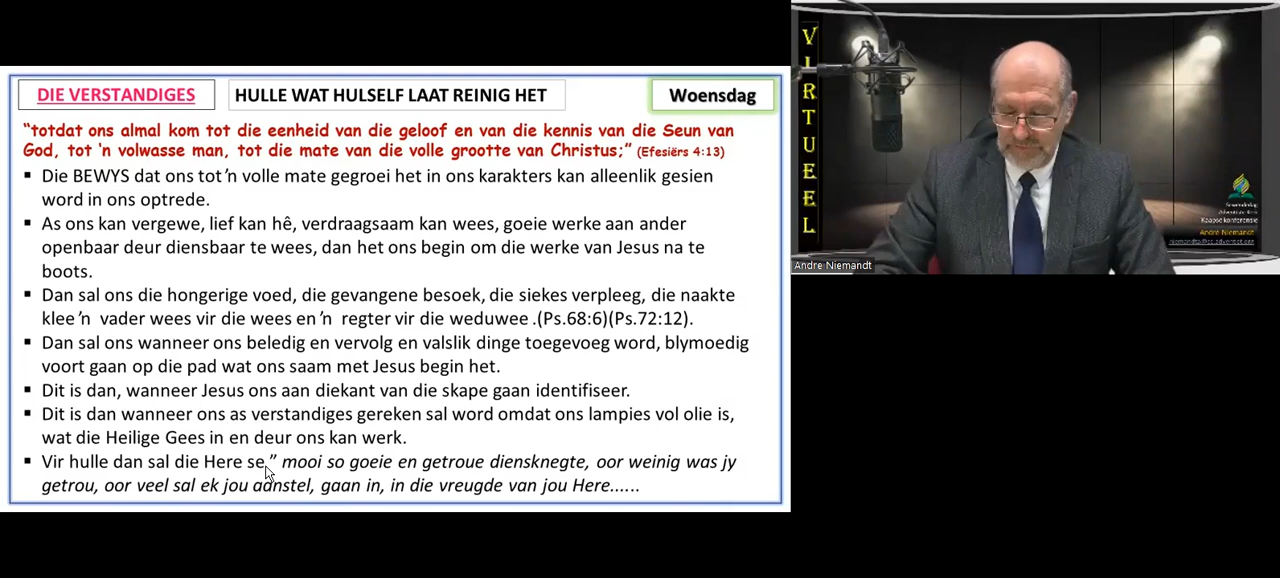 DIE VERSTANDIGES
HULLE WAT HULSELF LAAT REINIG HET
Woensdag
“totdat ons almal kom tot die eenheid van die geloof en van die kennis van die Seun van
God, tot ‘n volwasse man, tot die mate van die volle grootte van Christus;” (Efesiërs 4:13)
▪ Die BEWYS dat ons tot ’n volle mate gegroei het in ons karakters kan alleenlik gesien
word in ons optrede.
▪ As ons kan vergewe, lief kan hê, verdraagsaam kan wees, goeie werke aan ander
openbaar deur diensbaar te wees, dan het ons begin om die werke van Jesus na te
boots.
▪ Dan sal ons die hongerige voed, die gevangene besoek, die siekes verpleeg, die naakte
klee ’n vader wees vir die wees en ’n regter vir die weduwee .(Ps.68:6)(Ps.72:12).
▪ Dan sal ons wanneer ons beledig en vervolg en valslik dinge toegevoeg word, blymoedig
voort gaan op die pad wat ons saam met Jesus begin het.
▪ Dit is dan, wanneer Jesus ons aan diekant van die skape gaan identifiseer.
▪ Dit is dan wanneer ons as verstandiges gereken sal word omdat ons lampies vol olie is,
wat die Heilige Gees in en deur ons kan werk.
▪ Vir hulle dan sal die Here se,” mooi so goeie en getroue diensknegte, oor weinig was jy
getrou, oor veel sal ek jou aanstel, gaan in, in die vreugde van jou Here……
VIRTUEEL
Sewendedag
Adventiste Kerk
Kaapse konferensie
Andre Niemandt
Andre Niemandt